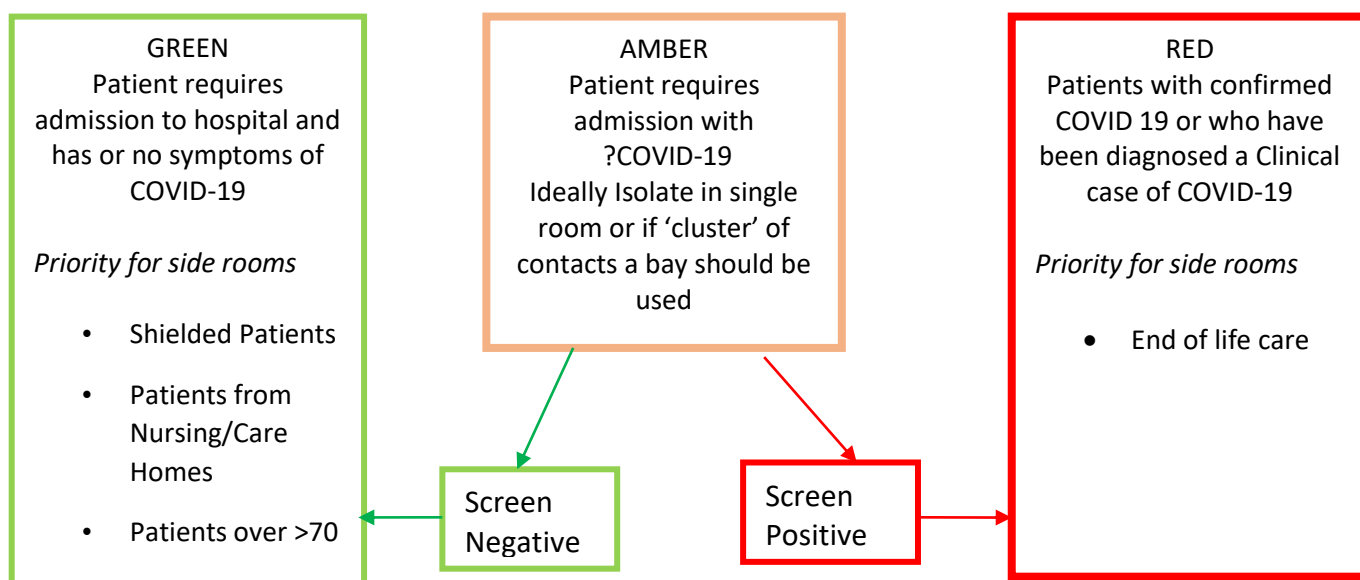 GREEN
Patient requires
admission to hospital and
has or no symptoms of
COVID-19
Priority for side rooms
• Shielded Patients
• Patients from
Nursing/Care
Homes
• Patients over >70
AMBER
Patient requires
admission with
?COVID-19
Ideally Isolate in single
room or if ‘cluster’ of
contacts a bay should be
used
Screen
Negative
Screen
Positive
RED
Patients with confirmed
COVID 19 or who have
been diagnosed a Clinical
case of COVID-19
Priority for side rooms
• End of life care